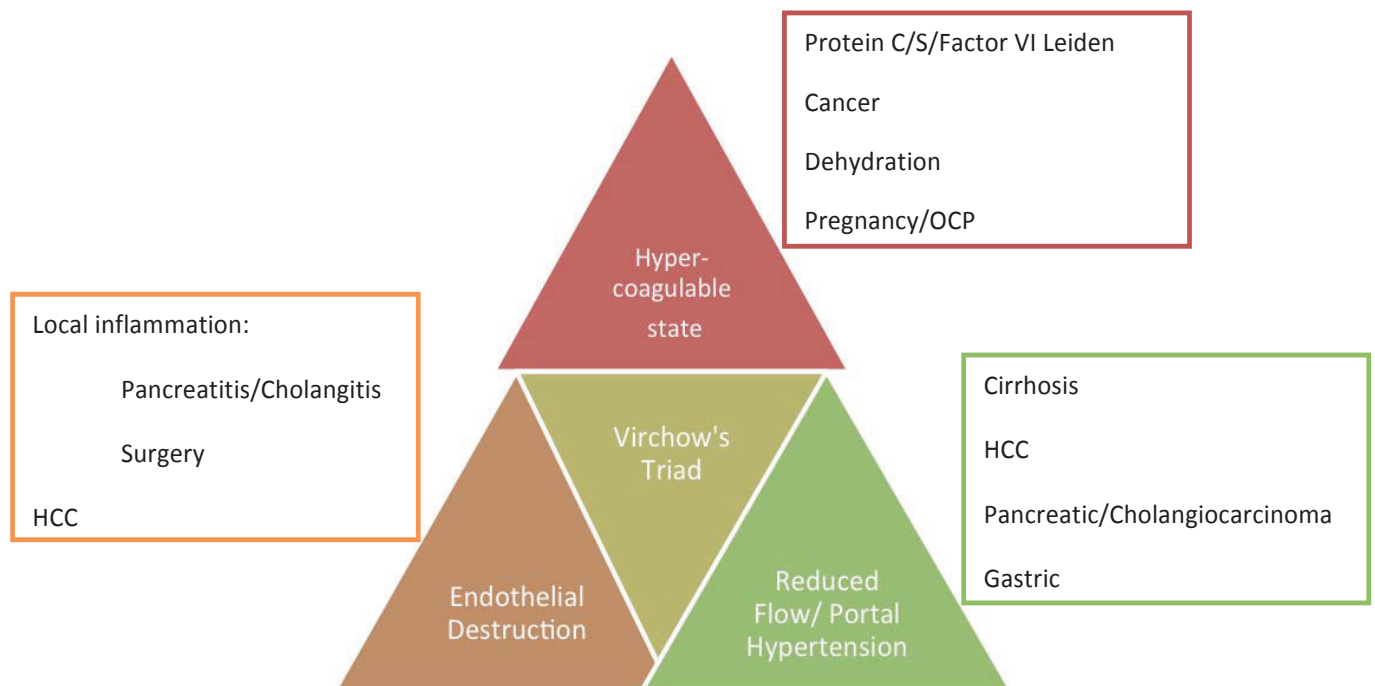 Protein C/S/Factor VI Leiden
Cancer
Dehydration
Pregnancy/OCP
Hyper-
coagulable
state
Local inflammation:
Pancreatitis/Cholangitis
Surgery
HCC
Virchow's
Triad
Cirrhosis
HCC
Pancreatic/Cholangiocarcinoma
Gastric
Endothelial
Destruction
Reduced
Flow/ Portal
Hypertension